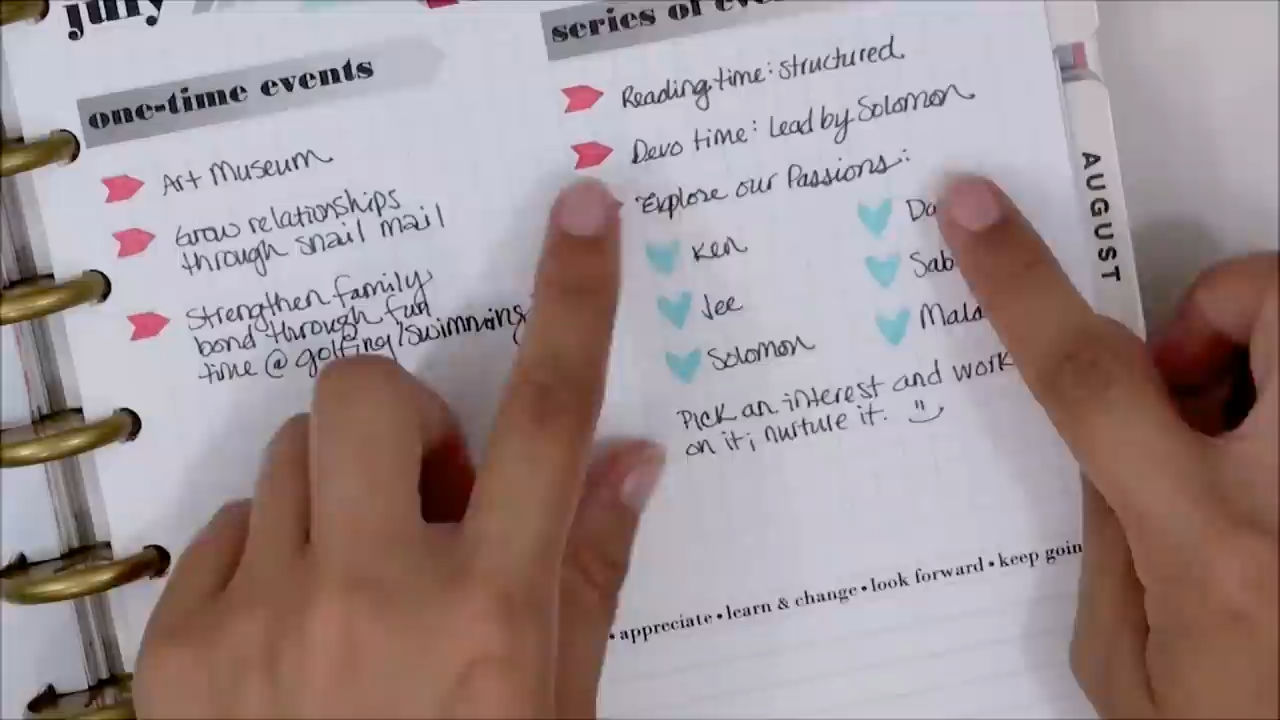 july
one-time events
Art Museum
Grow relationships
through snail mail
Strengthen family
bond through fun
time @ golfing/swimming
series of
Reading time: structured
Devo time: Lead by Solomon
Explore our Passions:
Ken
Jee
Solomon
Pick an interest and work
on it; nurture it.
• appreciate • learn & change • look forward • keep goin
AUGUST